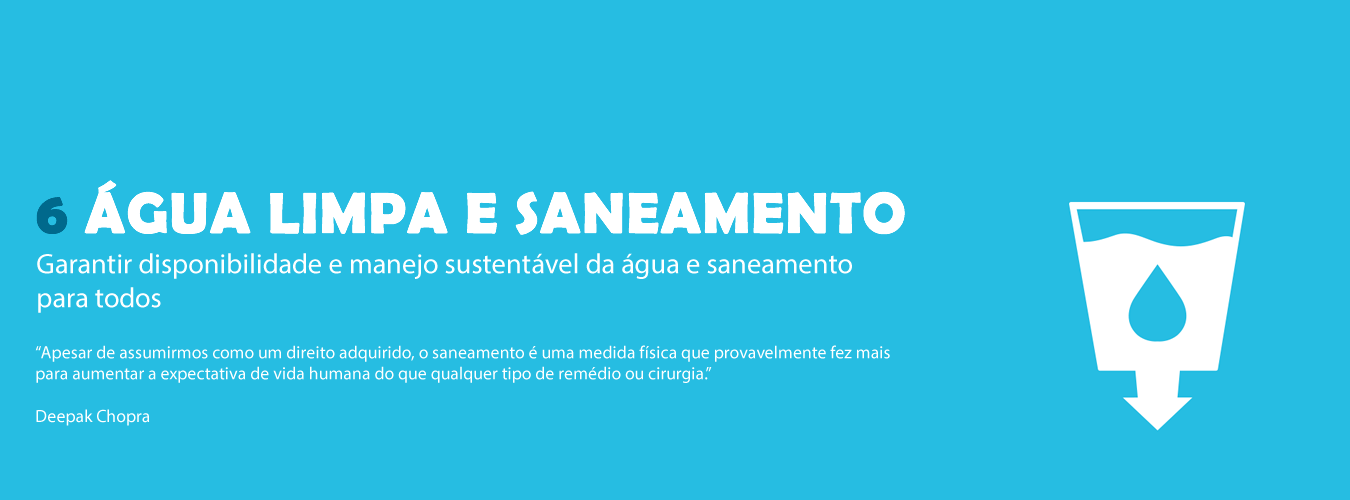 6 ÁGUA LIMPA E SANEAMENTO
Garantir disponibilidade e manejo sustentável da água e saneamento
para todos
“Apesar de assumirmos como um direito adquirido, o saneamento é uma medida física que provavelmente fez mais
para aumentar a expectativa de vida humana do que qualquer tipo de remédio ou cirurgia.”
Deepak Chopra